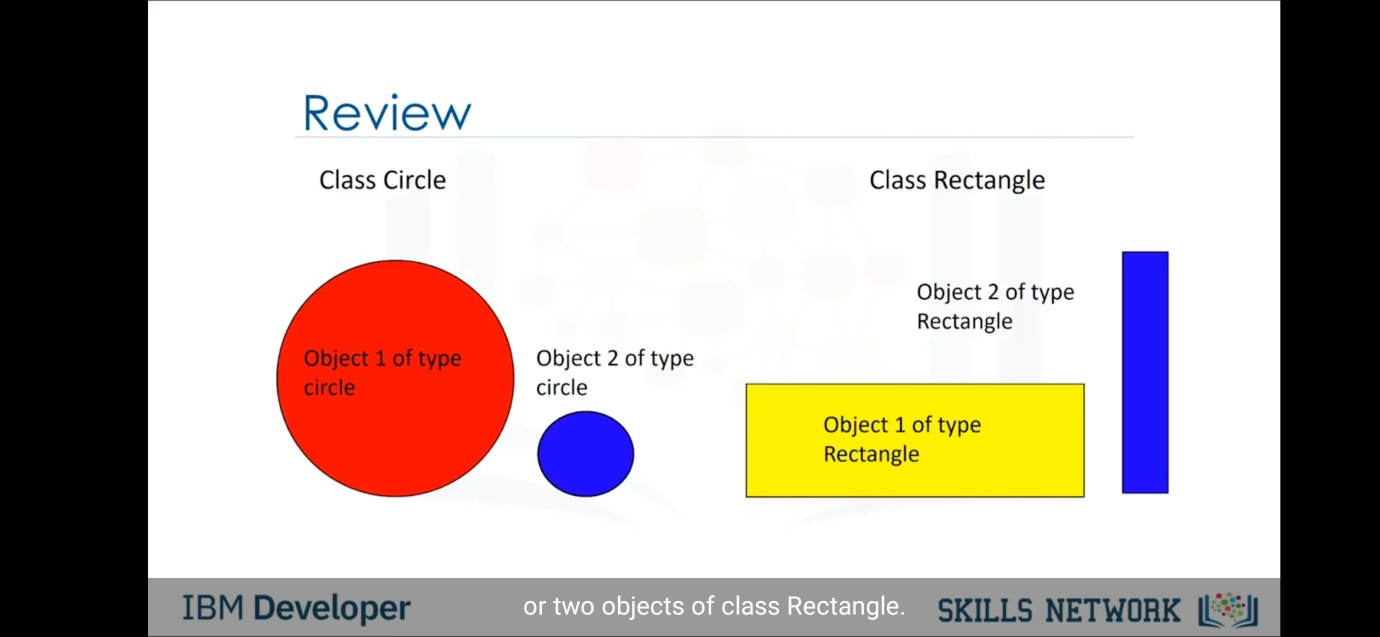 Review
Class Circle
Class Rectangle
Object 1 of type
circle
Object 2 of type
circle
Object 2 of type
Rectangle
Object 1 of type
Rectangle
IBM Developer
or two objects of class Rectangle.
SKILLS NETWORK